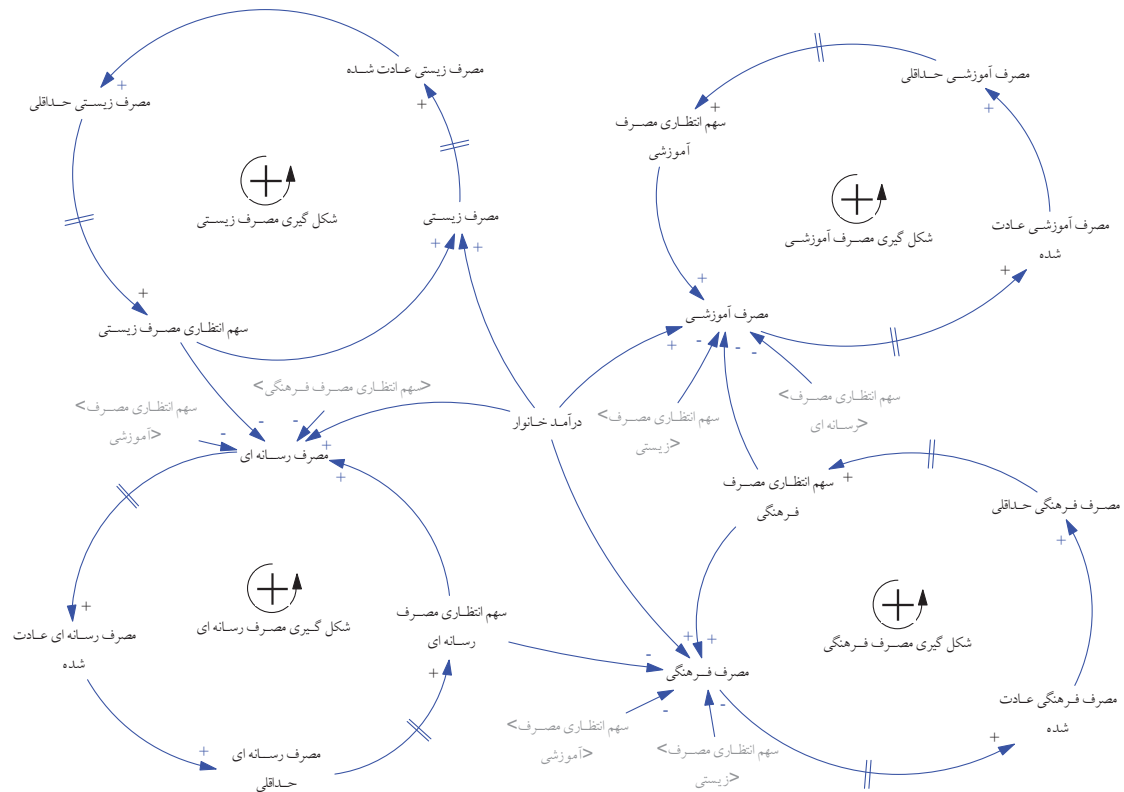 مصرف زیستی عادت شده
مصرف زیستی حداقلی
شکل گیری مصرف زیستی
مصرف زیستی
سهم انتظاری مصرف زیستی
مصرف آموزشی حداقلی
سهم انتظاری مصرف
آموزشی
شکل گیری مصرف آموزشی
مصرف آموزشی عادت
شده
مصرف آموزشی
درآمد خانوار
<سهم انتظاری مصرف فرهنگی>
سهم انتظاری مصرف>
<آموزشی
سهم انتظاری مصرف>
<زیستی
سهم انتظاری مصرف>
<رسانه ای
مصرف رسانه ای
سهم انتظاری مصرف
رسانه ای
شکل گیری مصرف رسانه ای
مصرف رسانه ای عادت
شده
مصرف رسانه ای
حداقلی
سهم انتظاری مصرف
فرهنگی
مصرف فرهنگی حداقلی
شکل گیری مصرف فرهنگی
مصرف فرهنگی
مصرف فرهنگی عادت
شده
سهم انتظاری مصرف>
<آموزشی
سهم انتظاری مصرف>
<زیستی